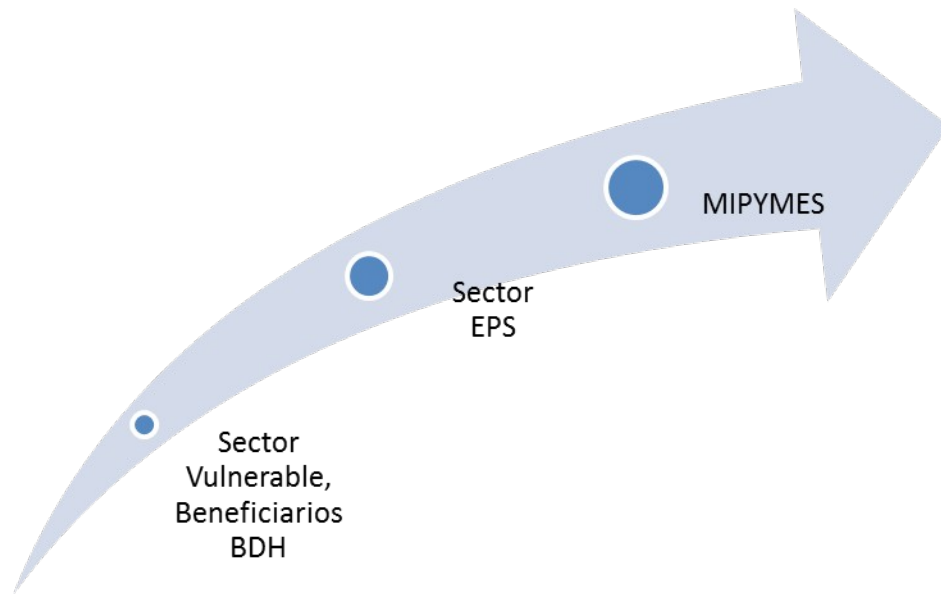 MIPYMES
Sector
EPS
Sector
Vulnerable,
Beneficiarios
BDH